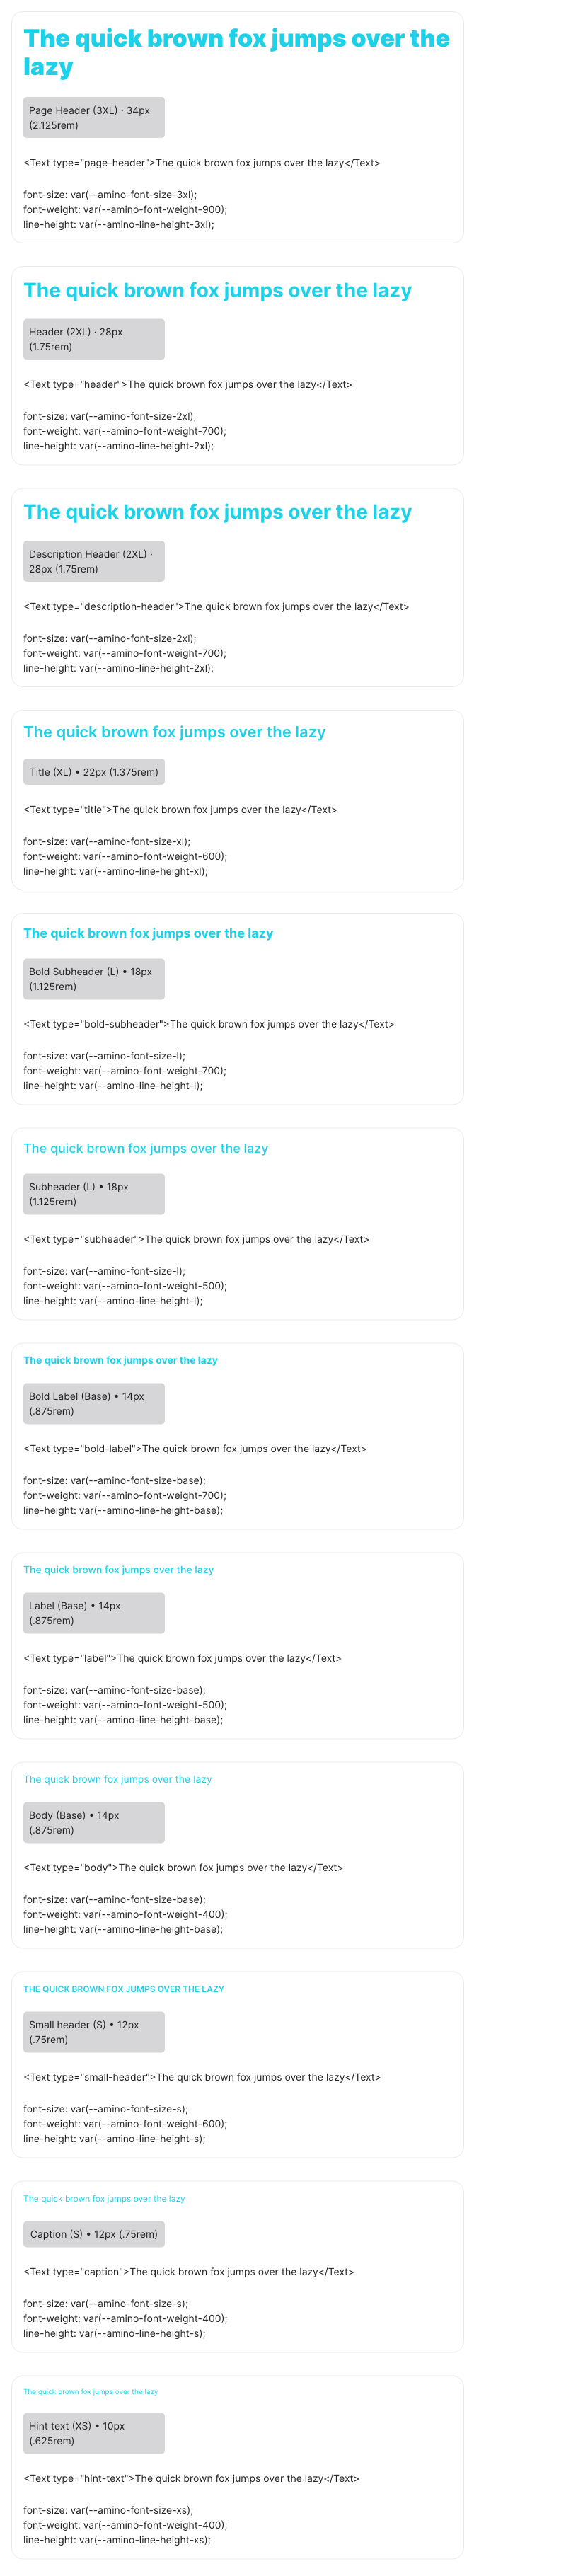 The quick brown fox jumps over the
lazy
Page Header (3XL) · 34px
(2.125rem)
<Text type="page-header">The quick brown fox jumps over the lazy</Text>
font-size: var(--amino-font-size-3xl);
font-weight: var(--amino-font-weight-900);
line-height: var(--amino-line-height-3xl);
The quick brown fox jumps over the lazy
Header (2XL) · 28px
(1.75rem)
<Text type="header">The quick brown fox jumps over the lazy</Text>
font-size: var(--amino-font-size-2xl);
font-weight: var(--amino-font-weight-700);
line-height: var(--amino-line-height-2xl);
The quick brown fox jumps over the lazy
Description Header (2XL) ·
28px (1.75rem)
<Text type="description-header">The quick brown fox jumps over the lazy</Text>
font-size: var(--amino-font-size-2xl);
font-weight: var(--amino-font-weight-700);
line-height: var(--amino-line-height-2xl);
The quick brown fox jumps over the lazy
Title (XL) • 22px (1.375rem)
<Text type="title">The quick brown fox jumps over the lazy</Text>
font-size: var(--amino-font-size-xl);
font-weight: var(--amino-font-weight-600);
line-height: var(--amino-line-height-xl);
The quick brown fox jumps over the lazy
Bold Subheader (L) • 18px
(1.125rem)
<Text type="bold-subheader">The quick brown fox jumps over the lazy</Text>
font-size: var(--amino-font-size-l);
font-weight: var(--amino-font-weight-700);
line-height: var(--amino-line-height-l);
The quick brown fox jumps over the lazy
Subheader (L) • 18px
(1.125rem)
<Text type="subheader">The quick brown fox jumps over the lazy</Text>
font-size: var(--amino-font-size-l);
font-weight: var(--amino-font-weight-500);
line-height: var(--amino-line-height-l);
The quick brown fox jumps over the lazy
Bold Label (Base) • 14px
(.875rem)
<Text type="bold-label">The quick brown fox jumps over the lazy</Text>
font-size: var(--amino-font-size-base);
font-weight: var(--amino-font-weight-700);
line-height: var(--amino-line-height-base);
The quick brown fox jumps over the lazy
Label (Base) • 14px
(.875rem)
<Text type="label">The quick brown fox jumps over the lazy</Text>
font-size: var(--amino-font-size-base);
font-weight: var(--amino-font-weight-500);
line-height: var(--amino-line-height-base);
The quick brown fox jumps over the lazy
Body (Base) • 14px
(.875rem)
<Text type="body">The quick brown fox jumps over the lazy</Text>
font-size: var(--amino-font-size-base);
font-weight: var(--amino-font-weight-400);
line-height: var(--amino-line-height-base);
THE QUICK BROWN FOX JUMPS OVER THE LAZY
Small header (S) • 12px
(.75rem)
<Text type="small-header">The quick brown fox jumps over the lazy</Text>
font-size: var(--amino-font-size-s);
font-weight: var(--amino-font-weight-600);
line-height: var(--amino-line-height-s);
The quick brown fox jumps over the lazy
Caption (S) • 12px (.75rem)
<Text type="caption">The quick brown fox jumps over the lazy</Text>
font-size: var(--amino-font-size-s);
font-weight: var(--amino-font-weight-400);
line-height: var(--amino-line-height-s);
The quick brown fox jumps over the lazy
Hint text (XS) • 10px
(.625rem)
<Text type="hint-text">The quick brown fox jumps over the lazy</Text>
font-size: var(--amino-font-size-xs);
font-weight: var(--amino-font-weight-400);
line-height: var(--amino-line-height-xs);